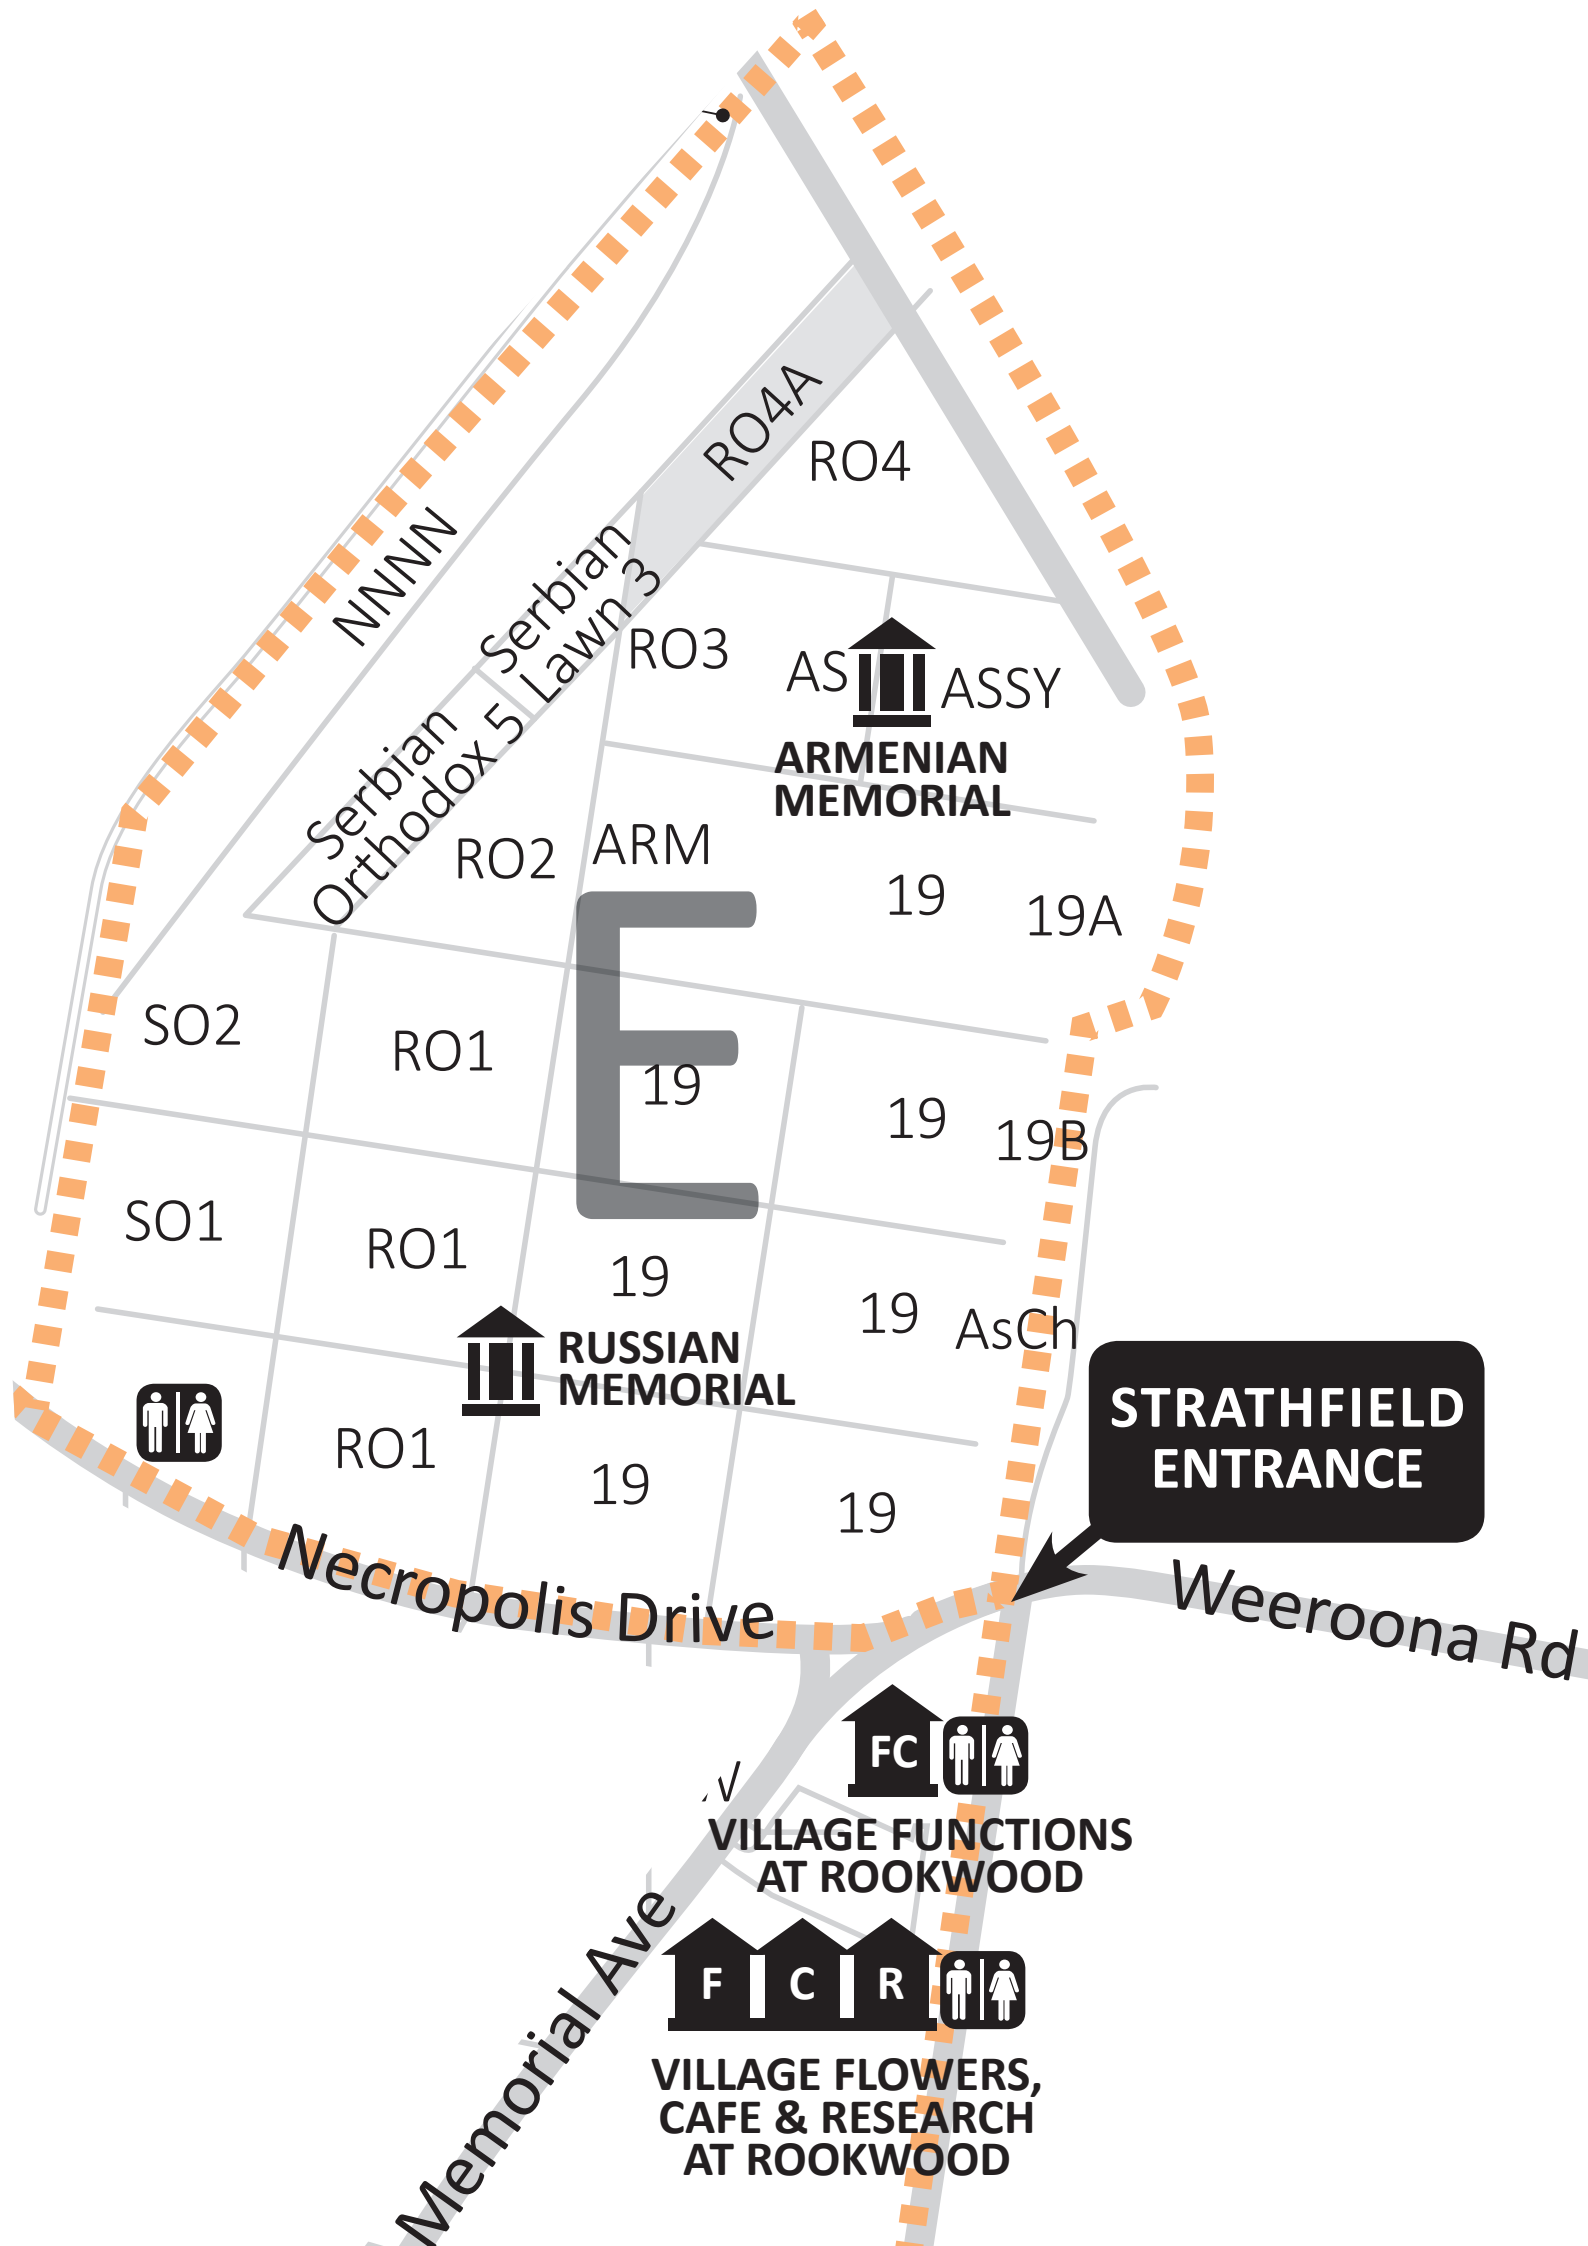 RO4A
RO4
NNNN
Serbian
Lawn 3
RO3
AS
ASSY
ARMENIAN
MEMORIAL
Serbian
Orthodox 5
RO2
ARM
19
19A
E
SO2
RO1
19
19
19B
SO1
RO1
19
19
AsCh
RUSSIAN
MEMORIAL
STRATHFIELD
ENTRANCE
RO1
19
19
Necropolis Drive
Weeroona Rd
FC
VILLAGE FUNCTIONS
AT ROOKWOOD
Memorial Ave
F C R
VILLAGE FLOWERS,
CAFE & RESEARCH
AT ROOKWOOD